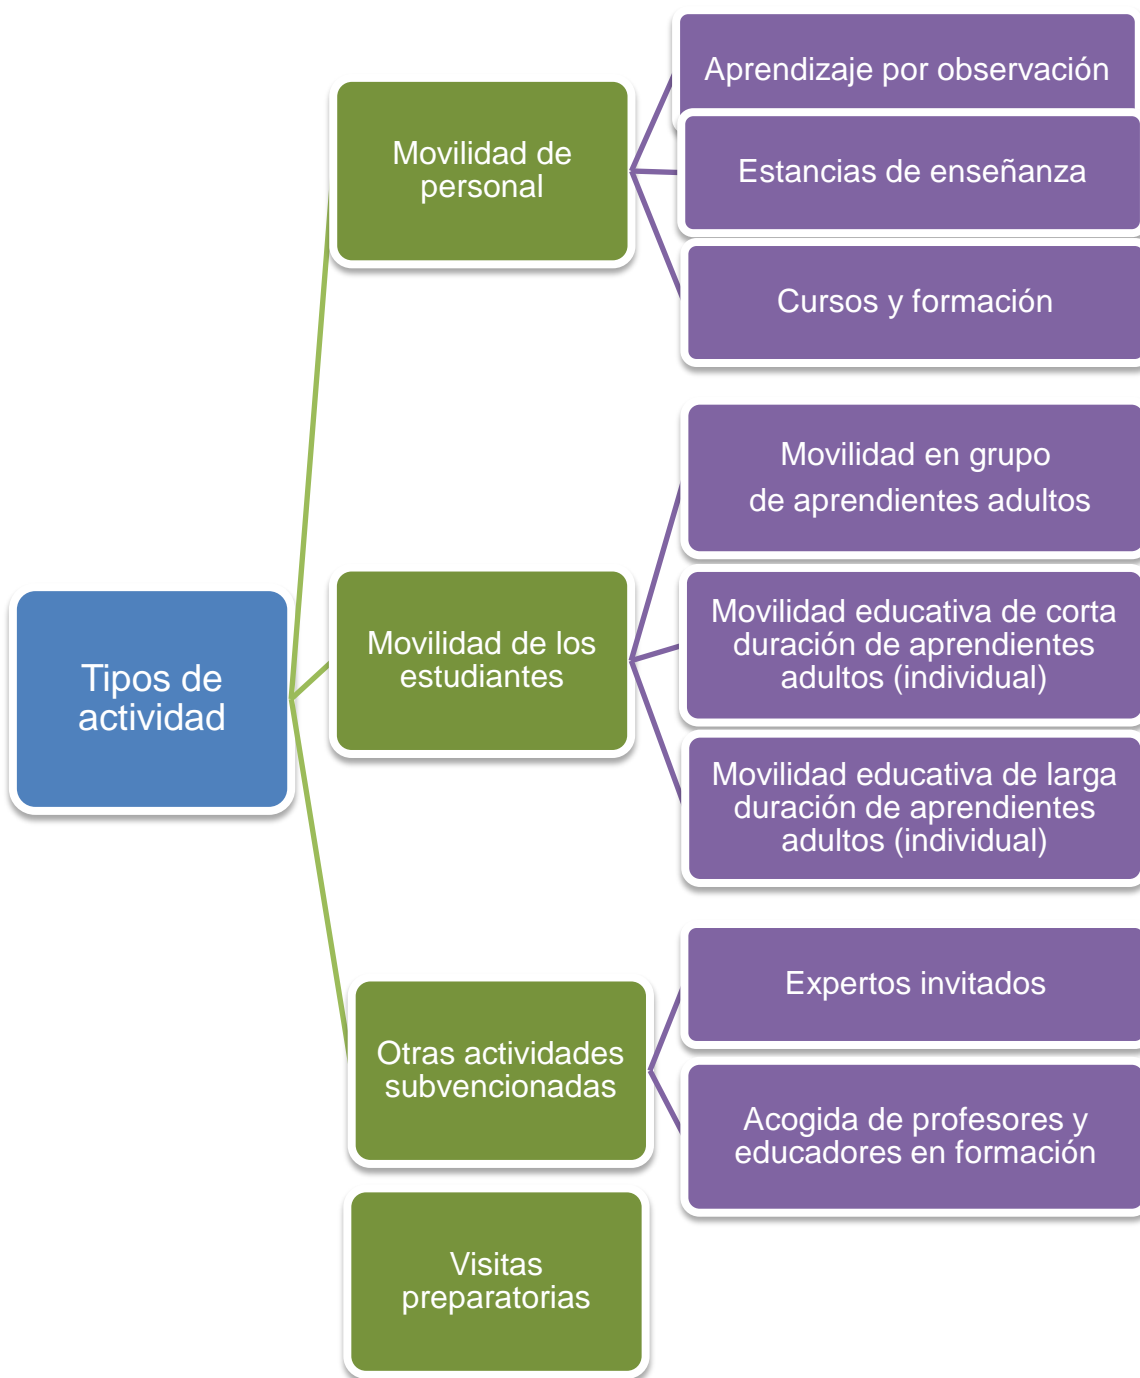 Tipos de
actividad
Movilidad de
personal
Aprendizaje por observación
Estancias de enseñanza
Cursos y formación
Movilidad de los
estudiantes
Movilidad en grupo
de aprendientes adultos
Movilidad educativa de corta
duración de aprendientes
adultos (individual)
Movilidad educativa de larga
duración de aprendientes
adultos (individual)
Otras actividades
subvencionadas
Expertos invitados
Acogida de profesores y
educadores en formación
Visitas
preparatorias